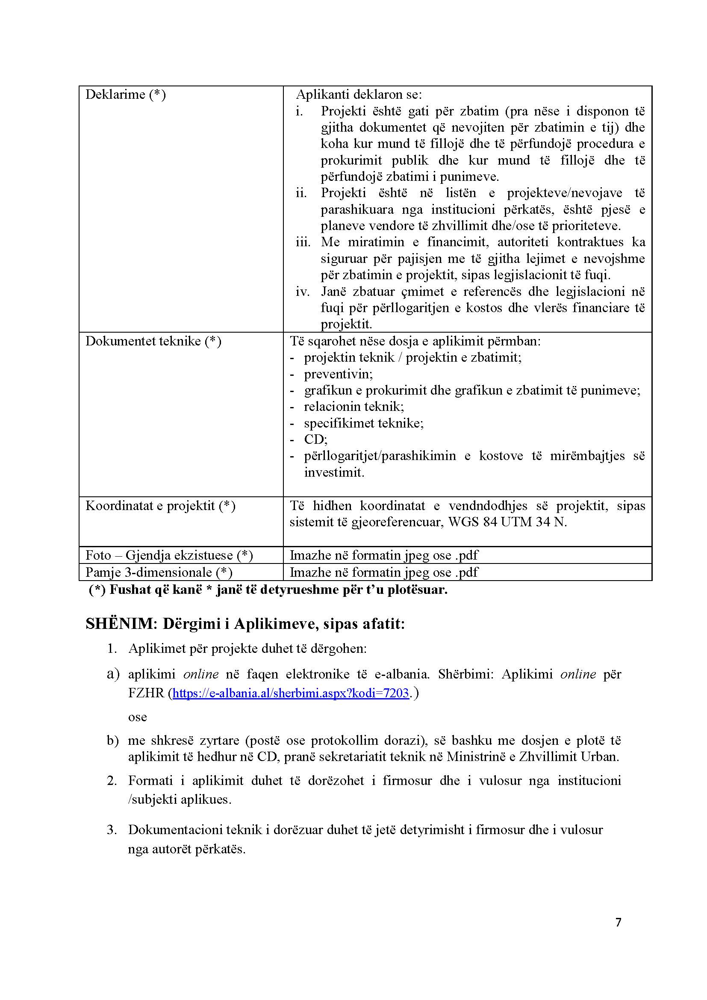 Deklarime (*)
Aplikanti deklaron se:
i. Projekti është gati për zbatim (pra nëse i disponon të
gjitha dokumentet që nevojiten për zbatimin e tij) dhe
koha kur mund të fillojë dhe të përfundojë procedura e
prokurimit publik dhe kur mund të fillojë dhe të
përfundojë zbatimi i punimeve.
ii. Projekti është në listën e projekteve/nevojave të
parashikuara nga institucioni përkatës, është pjesë e
planeve vendore të zhvillimit dhe/ose të prioriteteve.
iii. Me miratimin e financimit, autoriteti kontraktues ka
siguruar për pajisjen me të gjitha lejimet e nevojshme
për zbatimin e projektit, sipas legjislacionit të fuqi.
iv. Janë zbatuar çmimet e referencës dhe legjislacioni në
fuqi për përllogaritjen e kostos dhe vlerës financiare të
projektit.
Dokumentet teknike (*)
Të sqarohet nëse dosja e aplikimit përmban:
- projektin teknik / projektin e zbatimit;
- preventivin;
- grafikun e prokurimit dhe grafikun e zbatimit të punimeve;
- relacionin teknik;
- specifikimet teknike;
- CD;
- përllogaritjet/parashikimin e kostove të mirëmbajtjes së
investimit.
Koordinatat e projektit (*)
Të hidhen koordinatat e vendndodhjes së projektit, sipas
sistemit të gjeoreferencuar, WGS 84 UTM 34 N.
Foto – Gjendja ekzistuese (*)
Imazhe në formatin jpeg ose .pdf
Pamje 3-dimensionale (*)
Imazhe në formatin jpeg ose .pdf
(*) Fushat që kanë * janë të detyrueshme për t’u plotësuar.
SHËNIM: Dërgimi i Aplikimeve, sipas afatit:
1. Aplikimet për projekte duhet të dërgohen:
a) aplikimi online në faqen elektronike të e-albania. Shërbimi: Aplikimi online për
FZHR (https://e-albania.al/sherbimi.aspx?kodi=7203.)
ose
b) me shkresë zyrtare (postë ose protokollim dorazi), së bashku me dosjen e plotë të
aplikimit të hedhur në CD, pranë sekretariatit teknik në Ministrinë e Zhvillimit Urban.
2. Formati i aplikimit duhet të dorëzohet i firmosur dhe i vulosur nga institucioni
/subjekti aplikues.
3. Dokumentacioni teknik i dorëzuar duhet të jetë detyrimisht i firmosur dhe i vulosur
nga autorët përkatës.
7